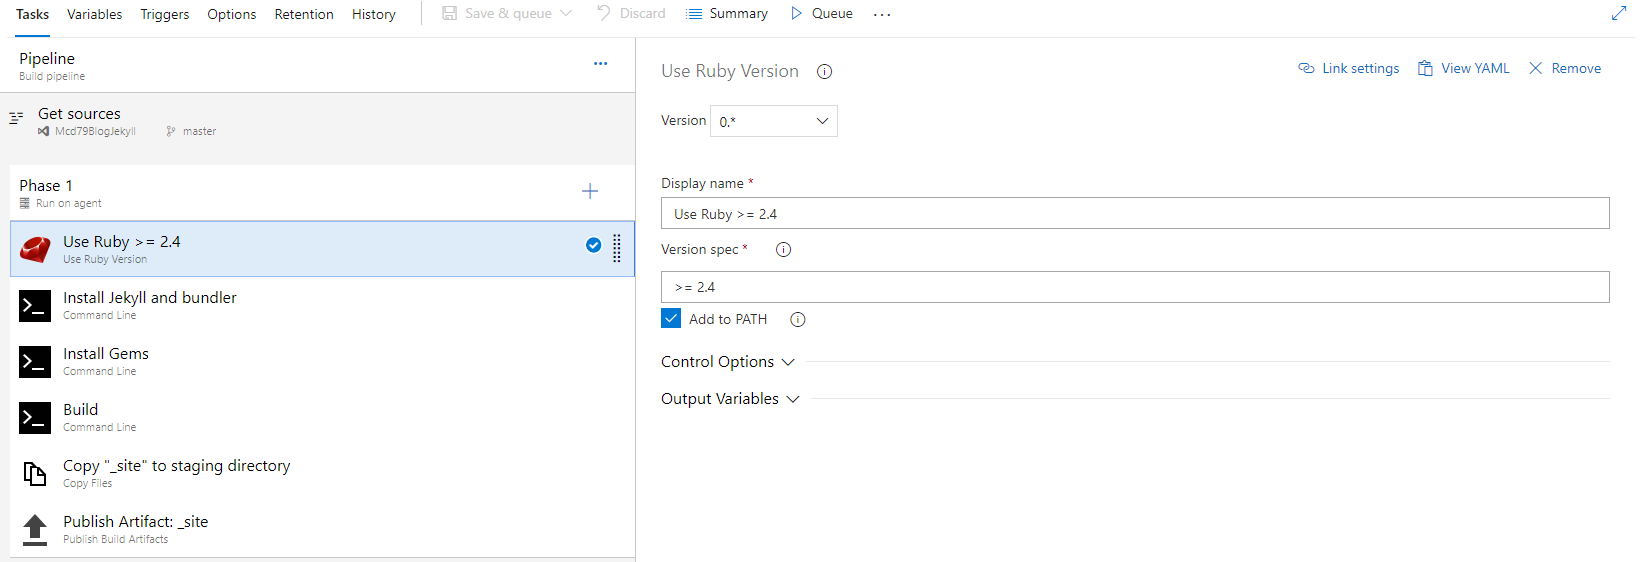 Tasks Variables Triggers Options Retention History Save & queue Discard Summary Queue ...
Pipeline
Build pipeline
Get sources
Mcd79BlogJekyll master
Phase 1
Run on agent
Use Ruby >= 2.4
Use Ruby Version
Install Jekyll and bundler
Command Line
Install Gems
Command Line
Build
Command Line
Copy "_site" to staging directory
Copy Files
Publish Artifact: _site
Publish Build Artifacts
Use Ruby Version Link settings View YAML Remove
Version 0.*
Display name *
Use Ruby >= 2.4
Version spec *
>= 2.4
Add to PATH
Control Options
Output Variables